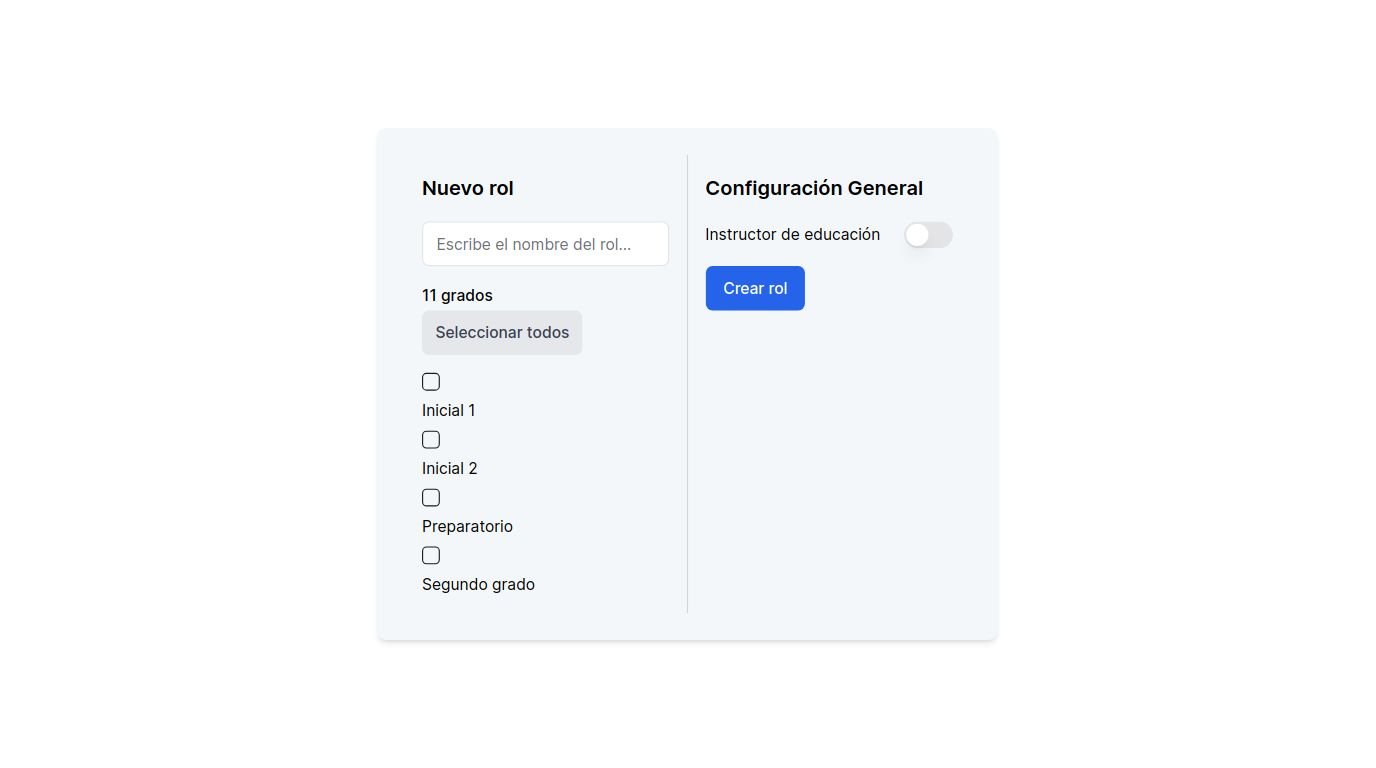 Nuevo rol
Escribe el nombre del rol...
11 grados
Seleccionar todos
Inicial 1
Inicial 2
Preparatorio
Segundo grado
Configuración General
Instructor de educación
Crear rol